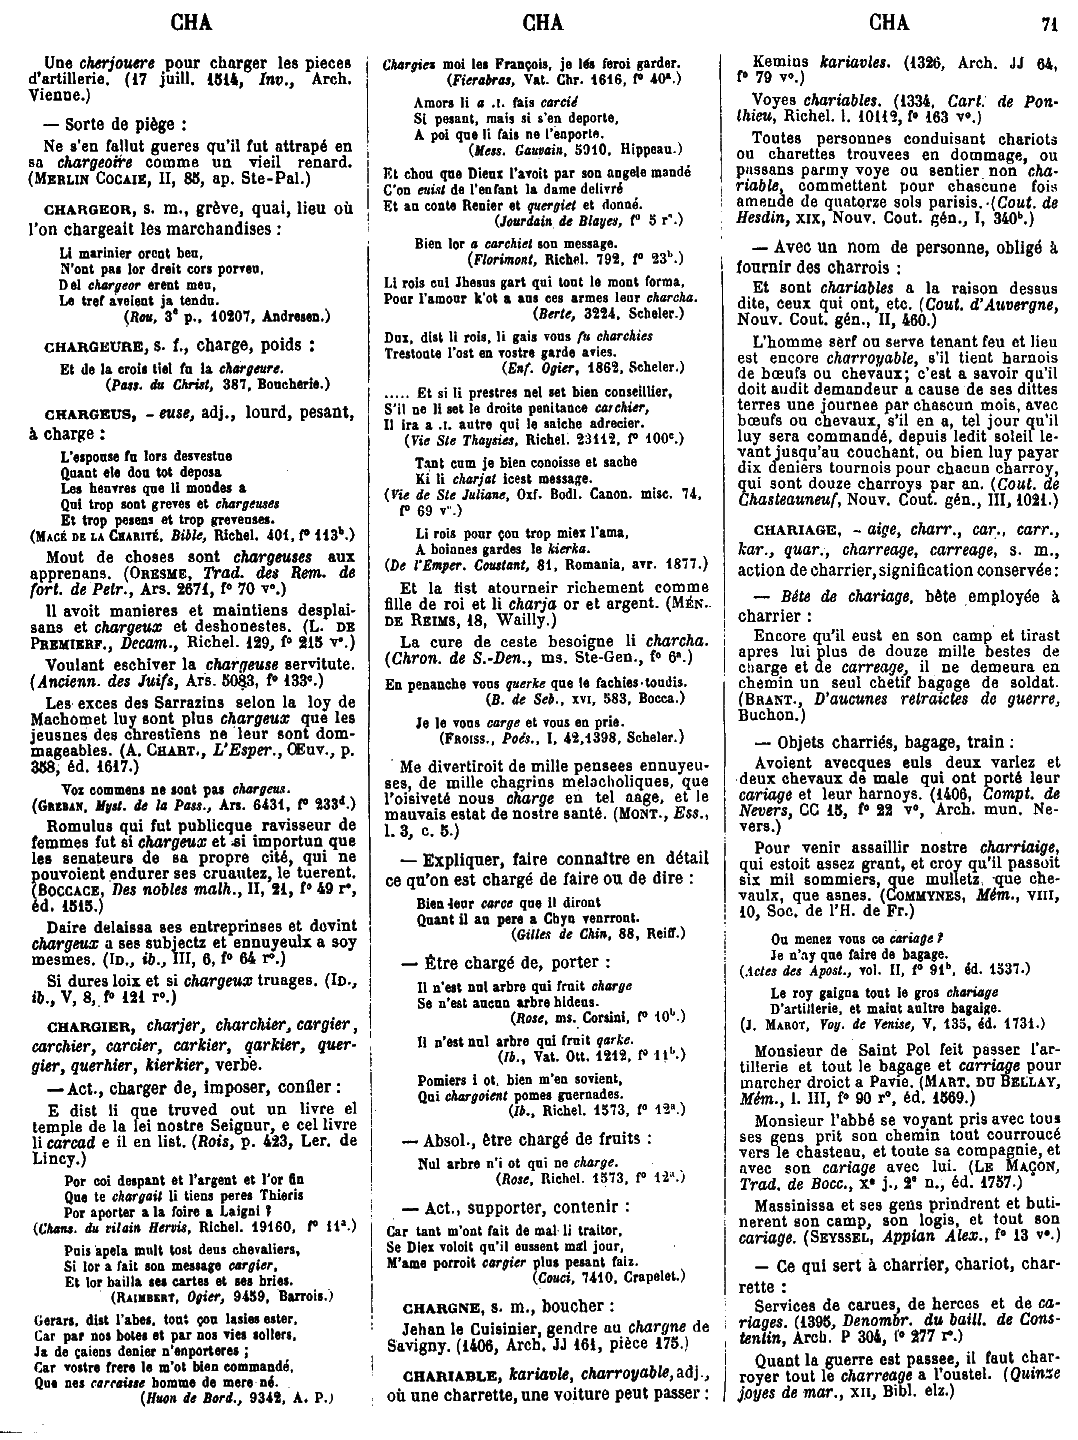 CHA
CHA
CHA
71
Une cherjouere pour charger les pieces
d'artillerie. (17 juill. 1514, Inv., Arch.
Vienne.)
— Sorte de piège :
Ne s'en fallut gueres qu'il fut attrapé en
sa chargeoire comme un vieil renard.
(MERLIN COCAIE, II, 85, ap. Ste-Pal.)
CHARGEOR, s. m., grève, quai, lieu où
l'on chargeait les marchandises :
Li marinier orent ben,
N'ont pas lor dreit cors porveu,
Del chargeor erent meu,
Le tref aveient ja tendu.
(Rou, 3e p., 10207, Andresen.)
CHARGEURE, s. f., charge, poids :
Et de la crois tiel fu la chargeure.
(Pass. du Christ, 387, Boucherie.)
CHARGEUS, - euse, adj., lourd, pesant,
à charge :
L'espouse fu lors desvestue
Quant ele dou tot deposa
Les heuvres que li mondes a
Qui trop sont greves et chargeuses
Et trop pesens et trop grevenses.
(MACÉ DE LA CHARITÉ, Bible, Richel. 401, f° 113b.)
Mout de choses sont chargeuses aux
apprenans. (ORESME, Trad. des Rem. de
fort. de Petr., Ars. 2671, f° 70 v°.)
Il avoit manieres et maintiens desplai-
sans et chargeux et deshonestes. (L. DE
PREMIERF., Decam., Richel. 129, f° 215 v°.)
Voulant eschiver la chargeuse servitute.
(Ancienn. des Juifs, Ars. 5083, f° 133c.)
Les exces des Sarrazins selon la loy de
Machomet luy sont plus chargeux que les
jeusnes des chrestiens ne leur sont dom-
mageables. (A. CHART., L'Esper., Œuv., p.
358, éd. 1617.)
Voz commens ne sont pas chargeus.
(GREBAN, Myst. de la Pass., Ars. 6431, f° 233d.)
Romulus qui fut publicque ravisseur de
femmes fut si chargeux et si importun que
les senateurs de sa propre cité, qui ne
pouvoient endurer ses cruautez, le tuerent.
(BOCCACE, Des nobles malh., II, 21, f° 49 r°,
éd. 1515.)
Daire delaissa ses entreprinses et devint
chargeux a ses subjectz et ennuyeulx a soy
mesmes. (ID., ib., III, 6, f° 64 r°.)
Si dures loix et si chargeux truages. (ID.,
ib., V, 8, f° 121 r°.)
CHARGIER, charjer, charchier, cargier,
carchier, carcier, carkier, qarkier, quer-
gier, querhier, kierkier, verbe.
— Act., charger de, imposer, confier :
E dist li que truved out un livre el
temple de la lei nostre Seignur, e cel livre
li carcad e il en list. (Rois, p. 423, Ler. de
Lincy.)
Por coi despant et l'argent et l'or fin
Que te chargait li tiens peres Thieris
Por aporter a la foire a Laigni ?
(Chans. du vilain Hervis, Richel. 19160, f° 11a.)
Puis apela mult tost deus chevaliers,
Si lor a fait son message cargier,
Et lor bailla ses cartes et ses bries.
(RAIMBERT, Ogier, 9459, Barrois.)
Gerars, dist l'abes, tout çou lasies ester,
Car par nos botes et par nos vies sollers,
Ja de çaiens denier n'enporteres ;
Car vostre frere le m'ot bien commandé,
Que nes carcaisse homme de mere né.
(Huon de Bord., 9342, A. P.)
Chargiez moi les François, je lés feroi garder.
(Fierabras, Vat. Chr. 1616, f° 40a.)
Amors li a .t. fais carcié
Si pesant, mais si s'en deporte,
A poi que li fais ne l'enporte.
(Mess. Gauvain, 5910, Hippeau.)
Et chou que Dieux l'avoit par son angele mandé
C'on euist de l'enfant la dame delivré
Et au conte Renier et quergiet et donné.
(Jourdain de Blayes, f° 5 r°.)
Bien lor a carchiet son message.
(Florimont, Richel. 792, f° 23b.)
Li rois cui Jhesus gart qui tout le mont forma,
Pour l'amour k'ot a aus ces armes leur charcha.
(Berte, 3224, Scheler.)
Dux, dist li rois, li gais vous fu charchies
Trestoute l'ost en vostre garde avies.
(Enf. Ogier, 1862, Scheler.)
..... Et si li prestres nel set bien conseillier,
S'il ne li set le droite penitance carchier,
Il ira a .t. autre qui le saiche adrecier.
(Vie Ste Thaysies, Richel. 23112, f° 100c.)
Tant cum je bien conoisse et sache
Ki li charjat icest message.
(Vie de Ste Juliane, Oxf. Bodl. Canon. misc. 74,
f° 69 v°.)
Li rois pour çou trop miex l'ama,
A boinnes gardes le kierka.
(De l'Emper. Coustant, 81, Romania, avr. 1877.)
Et la fist atourneir richement comme
fille de roi et li charja or et argent. (MÉN.
DE REIMS, 18, Wailly.)
La cure de ceste besoigne li charcha.
(Chron. de S.-Den., ms. Ste-Gen., f° 6a.)
En penanche vous querke que le fachies toudis.
(B. de Seb., XVI, 583, Bocca.)
Je le vous carge et vous en prie.
(FROISS., Poés., I, 42,1398, Scheler.)
Me divertiroit de mille pensees ennuyeu-
ses, de mille chagrins melacholiques, que
l'oisiveté nous charge en tel aage, et le
mauvais estat de nostre santé. (MONT., Ess.,
l. 3, c. 5.)
— Expliquer, faire connaître en détail
ce qu'on est chargé de faire ou de dire :
Bien leur carce que il diront
Quant il au pere a Chyn venrront.
(Gilles de Chin, 88, Reiff.)
— Être chargé de, porter :
Il n'est nul arbre qui fruit charge
Se n'est aucun arbre hideus.
(Rose, ms. Corsini, f° 10b.)
Il n'est nul arbre qui fruit qarke.
(Ib., Vat. Ott. 1212, f° 11b.)
Pomiers i ot, bien m'en sovient,
Qui chargoient pomes guernades.
(Ib., Richel. 1573, f° 12a.)
— Absol., être chargé de fruits :
Nul arbre n'i ot qui ne charge.
(Rose, Richel. 1573, f° 12a.)
— Act., supporter, contenir :
Car tant m'ont fait de mal li traitor,
Se Diex voloit qu'il eussent mal jour,
M'ame porroit cargier plus pesant faiz.
(Couci, 7410, Crapelet.)
CHARGNE, s. m., boucher :
Jehan le Cuisinier, gendre au chargne de
Savigny. (1406, Arch. JJ 161, pièce 175.)
CHARIABLE, kariavle, charroyable, adj.,
où une charrette, une voiture peut passer :
Kemins kariavles. (1326, Arch. JJ 64,
f° 79 v°.)
Voyes chariables. (1334, Cart. de Pon-
thieu, Richel. l. 10112, f° 163 v°.)
Toutes personnes conduisant chariots
ou charettes trouvees en dommage, ou
passans parmy voye ou sentier non cha-
riable, commettent pour chascune fois
amende de quatorze sols parisis. (Cout. de
Hesdin, XIX, Nouv. Cout. gén., I, 340b.)
— Avec un nom de personne, obligé à
fournir des charrois :
Et sont chariables a la raison dessus
dite, ceux qui ont, etc. (Cout. d'Auvergne,
Nouv. Cout. gén., II, 460.)
L'homme serf ou serve tenant feu et lieu
est encore charroyable, s'il tient harnois
de bœufs ou chevaux; c'est a savoir qu'il
doit audit demandeur a cause de ses dittes
terres une journee par chascun mois, avec
bœufs ou chevaux, s'il en a, tel jour qu'il
luy sera commandé, depuis ledit soleil le-
vant jusqu'au couchant, ou bien luy payer
dix deniers tournois pour chacun charroy,
qui sont douze charroys par an. (Cout. de
Chasteauneuf, Nouv. Cout. gén., III, 1021.)
CHARIAGE, - aige, charr., car., carr.,
kar., quar., charreage, carreage, s. m.,
action de charrier, signification conservée :
— Béte de chariage, bête employée à
charrier :
Encore qu'il eust en son camp et tirast
apres lui plus de douze mille bestes de
charge et de carreage, il ne demeura en
chemin un seul chetif bagage de soldat.
(BRANT., D'aucunes retraictes de guerre,
Buchon.)
— Objets charriés, bagage, train :
Avoient avecques euls deux varlez et
deux chevaux de male qui ont porté leur
cariage et leur harnoys. (1406, Compt. de
Nevers, CC 15, f° 22 v°, Arch. mun. Ne-
vers.)
Pour venir assaillir nostre charriaige,
qui estoit assez grant, et croy qu'il passoit
six mil sommiers, que mulletz, que che-
vaulx, que asnes. (COMMYNES, Mém., VIII,
10, Soc. de l'H. de Fr.)
Ou menez vous ce cariage ?
Je n'ay que faire de bagage.
(Actes des Apost., vol. II, f° 91b, éd. 1537.)
Le roy gaigna tout le gros chariage
D'artillerie, et maint aultre bagaige.
(J. MAROT, Voy. de Venise, V, 135, éd. 1731.)
Monsieur de Saint Pol feit passer l'ar-
tillerie et tout le bagage et carriage pour
marcher droict a Pavie. (MART. DU BELLAY,
Mém., l. III, f° 90 r°, éd. 1569.)
Monsieur l'abbé se voyant pris avec tous
ses gens prit son chemin tout courroucé
vers le chasteau, et toute sa compagnie, et
avec son cariage avec lui. (LE MAÇON,
Trad. de Bocc., Xe j., 2e n., éd. 1757.)
Massinissa et ses gens prindrent et buti-
nerent son camp, son logis, et tout son
cariage. (SEYSSEL, Appian Alex., f° 13 v°.)
— Ce qui sert à charrier, chariot, char-
rette :
Services de carues, de herces et de ca-
riages. (1395, Denombr. du baill. de Cons-
tentin, Arch. P 304, f° 277 r°.)
Quant la guerre est passee, il faut char-
royer tout le charreage a l'oustel. (Quinze
joyes de mar., XII, Bibl. elz.)